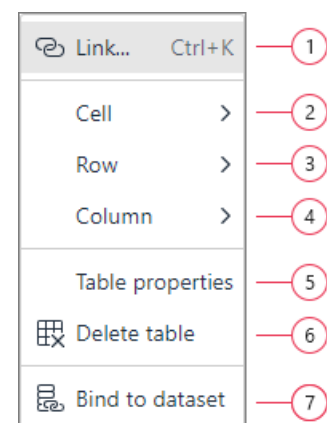 Link... Ctrl+K 1
Cell 2
Row 3
Column 4
Table properties 5
Delete table 6
Bind to dataset 7